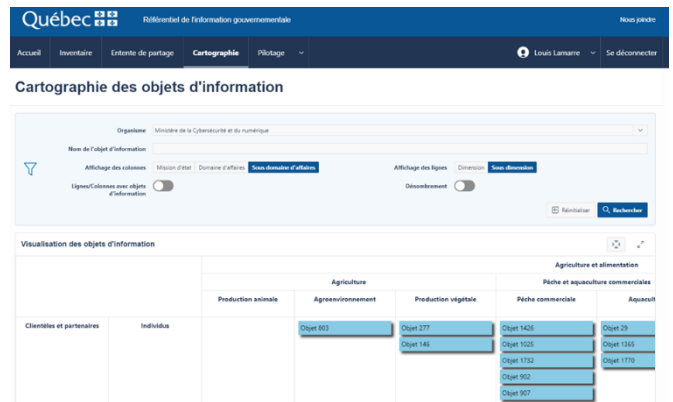 Québec
Référentiel de l'information gouvernementale
Nous joindre
Accueil Inventaire Entente de partage Cartographie Pilotage Louis Lamarre Se déconnecter
Cartographie des objets d'information
Organisme Ministère de la Cybersécurité et du numérique
Nom de l'objet d'information
Affichage des colonnes Mission d'état Domaine d'affaires Sous domaine d'affaires Affichage des lignes Dimension Sous dimension
Lignes/Colonnes avec objets d'information Dénombrement
Réinitialiser Rechercher
Visualisation des objets d'information
Agriculture et alimentation
Agriculture Pêche et aquaculture commerciales
Production animale Agroenvironnement Production végétale Pêche commerciale Aquacult
Clientèles et partenaires Individus Objet 803 Objet 277 Objet 1426 Objet 29
Objet 146 Objet 1025 Objet 1365
Objet 1732 Objet 1770
Objet 902
Objet 907